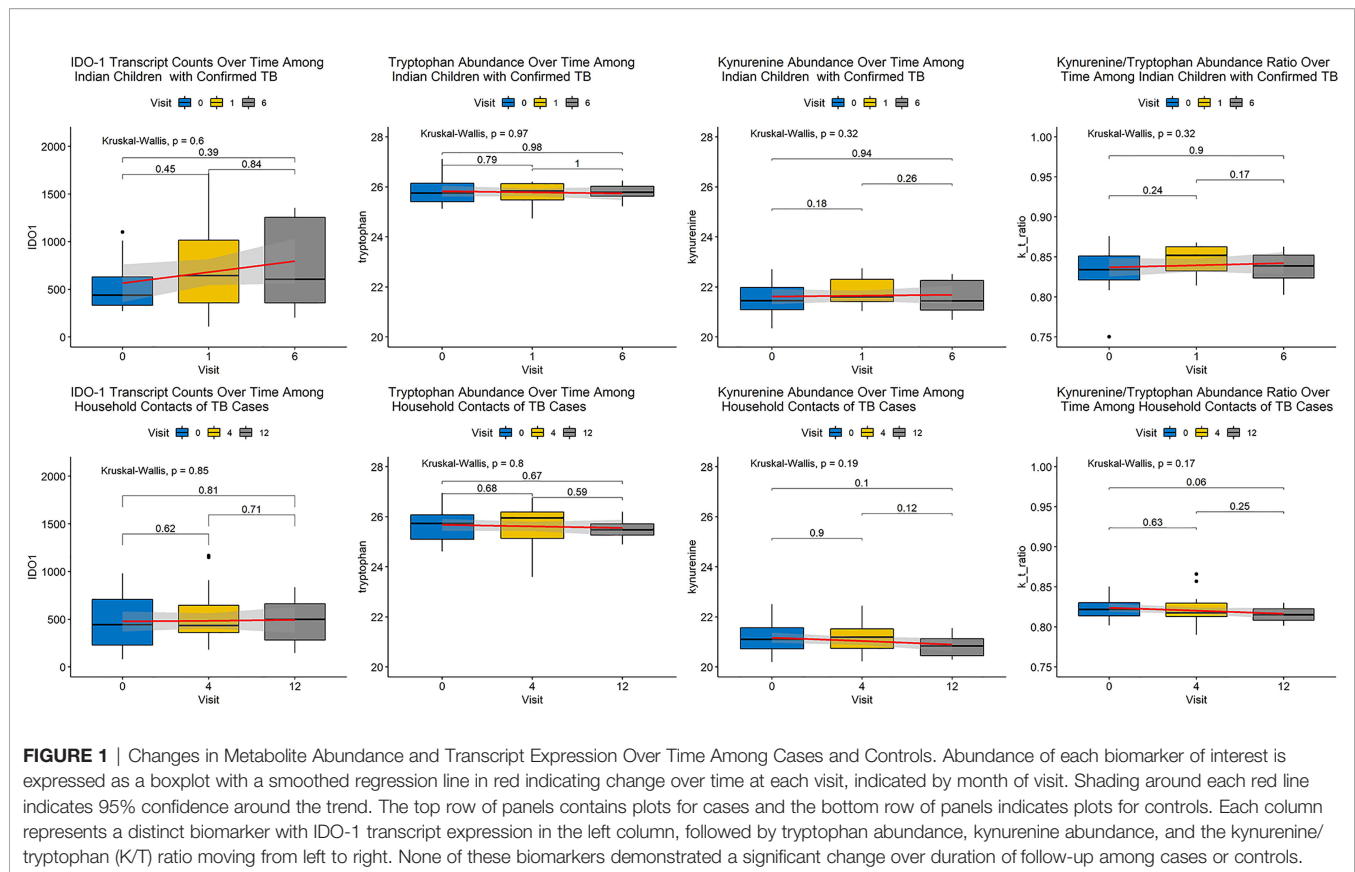 IDO-1 Transcript Counts Over Time Among
Indian Children with Confirmed TB
Visit 0 1 6
Kruskal-Wallis, p = 0.6
0.39
0.45
0.84
2000
1500
1000
500
0
IDO1
0 1 6
Visit
Tryptophan Abundance Over Time Among
Indian Children with Confirmed TB
Visit 0 1 6
Kruskal-Wallis, p = 0.97
0.98
0.79
1
28
26
24
22
20
tryptophan
0 1 6
Visit
Kynurenine Abundance Over Time Among
Indian Children with Confirmed TB
Visit 0 1 6
Kruskal-Wallis, p = 0.32
0.94
0.26
0.18
28
26
24
22
20
kynurenine
0 1 6
Visit
Kynurenine/Tryptophan Abundance Ratio Over
Time Among Indian Children with Confirmed TB
Visit 0 1 6
Kruskal-Wallis, p = 0.32
0.9
0.17
0.24
1.00
0.95
0.90
0.85
0.80
0.75
k_t_ratio
0 1 6
Visit
IDO-1 Transcript Counts Over Time Among
Household Contacts of TB Cases
Visit 0 4 12
Kruskal-Wallis, p = 0.85
0.81
0.71
0.62
2000
1500
1000
500
0
IDO1
0 4 12
Visit
Tryptophan Abundance Over Time Among
Household Contacts of TB Cases
Visit 0 4 12
Kruskal-Wallis, p = 0.8
0.67
0.68
0.59
28
26
24
22
20
tryptophan
0 4 12
Visit
Kynurenine Abundance Over Time Among
Household Contacts of TB Cases
Visit 0 4 12
Kruskal-Wallis, p = 0.19
0.1
0.12
0.9
28
26
24
22
20
kynurenine
0 4 12
Visit
Kynurenine/Tryptophan Abundance Ratio Over
Time Among Household Contacts of TB Cases
Visit 0 4 12
Kruskal-Wallis, p = 0.17
0.06
0.25
0.63
1.00
0.95
0.90
0.85
0.80
0.75
k_t_ratio
0 4 12
Visit
FIGURE 1 | Changes in Metabolite Abundance and Transcript Expression Over Time Among Cases and Controls. Abundance of each biomarker of interest is
expressed as a boxplot with a smoothed regression line in red indicating change over time at each visit, indicated by month of visit. Shading around each red line
indicates 95% confidence around the trend. The top row of panels contains plots for cases and the bottom row of panels indicates plots for controls. Each column
represents a distinct biomarker with IDO-1 transcript expression in the left column, followed by tryptophan abundance, kynurenine abundance, and the kynurenine/
tryptophan (K/T) ratio moving from left to right. None of these biomarkers demonstrated a significant change over duration of follow-up among cases or controls.